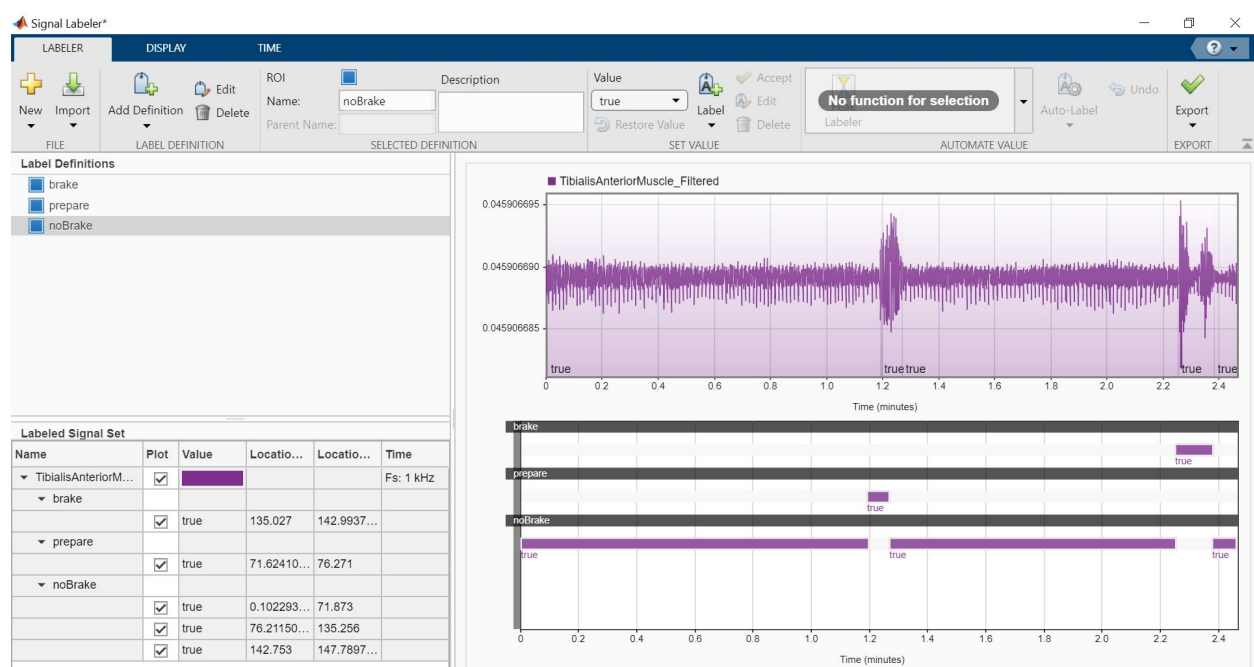 Signal Labeler*
LABELER DISPLAY TIME
New Import
FILE
Add Definition Edit Delete
LABEL DEFINITION
ROI
Name: noBrake
Parent Name:
Description
SELECTED DEFINITION
Value
true
Restore Value
Label
Accept
Edit
Delete
SET VALUE
No function for selection
Labeler
Auto-Label
Undo
AUTOMATE VALUE
Export
EXPORT
Label Definitions
brake
prepare
noBrake
Labeled Signal Set
Name Plot Value Locatio... Locatio... Time
TibialisAnteriorM... Fs: 1 kHz
brake
true 135.027 142.9937...
prepare
true 71.62410... 76.271
noBrake
true 0.102293... 71.873
true 76.21150... 135.256
true 142.753 147.7897...
TibialisAnteriorMuscle_Filtered
0.045906695
0.045906690
0.045906685
true true true true true
0 0.2 0.4 0.6 0.8 1.0 1.2 1.4 1.6 1.8 2.0 2.2 2.4
Time (minutes)
brake
true
prepare
true
noBrake
true true true
0 0.2 0.4 0.6 0.8 1.0 1.2 1.4 1.6 1.8 2.0 2.2 2.4
Time (minutes)